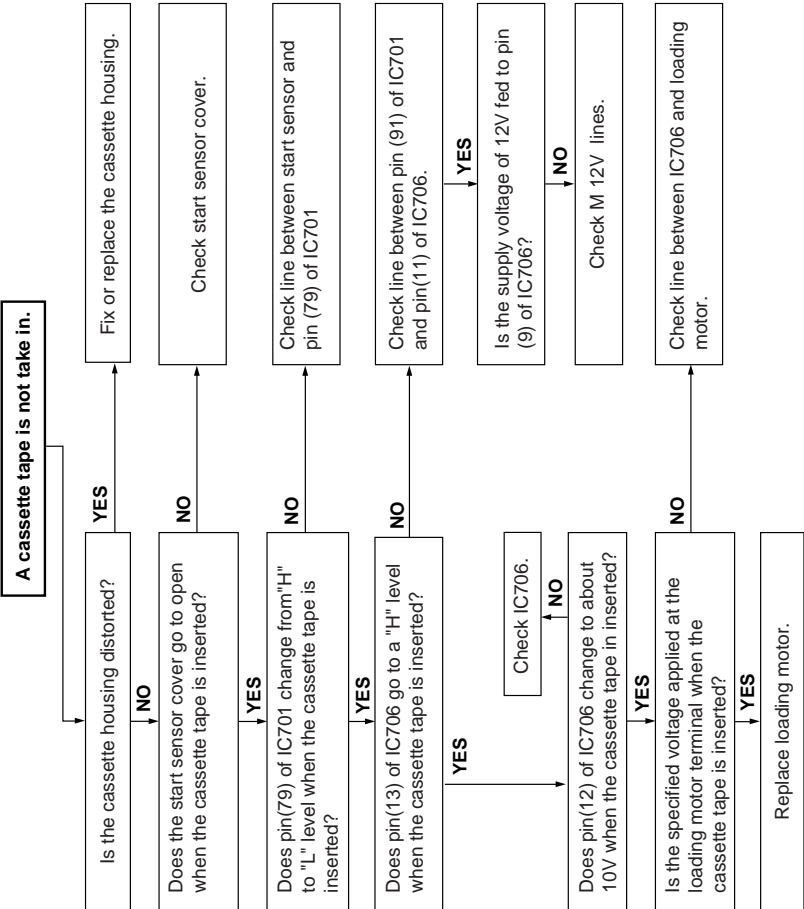 A cassette tape is not take in.
Is the cassette housing distorted?
YES
Fix or replace the cassette housing.
NO
Does the start sensor cover go to open
when the cassette tape is inserted?
NO
Check start sensor cover.
YES
Does pin(79) of IC701 change from"H"
to "L" level when the cassette tape is
inserted?
NO
Check line between start sensor and
pin (79) of IC701
YES
Does pin(13) of IC706 go to a "H" level
when the cassette tape is inserted?
NO
Check line between pin (91) of IC701
and pin(11) of IC706.
YES
Is the supply voltage of 12V fed to pin
(9) of IC706?
NO
Check M 12V lines.
YES
Check IC706.
NO
Does pin(12) of IC706 change to about
10V when the cassette tape in inserted?
YES
Is the specified voltage applied at the
loading motor terminal when the
cassette tape is inserted?
NO
Check line between IC706 and loading
motor.
YES
Replace loading motor.